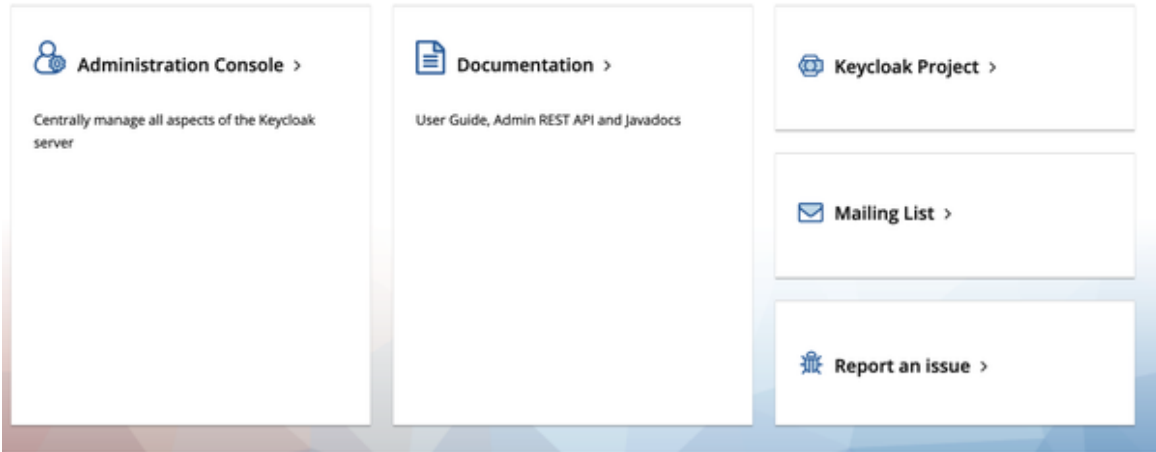 Administration Console >
Centrally manage all aspects of the Keycloak
server
Documentation >
User Guide, Admin REST API and Javadocs
Keycloak Project >
Mailing List >
Report an issue >